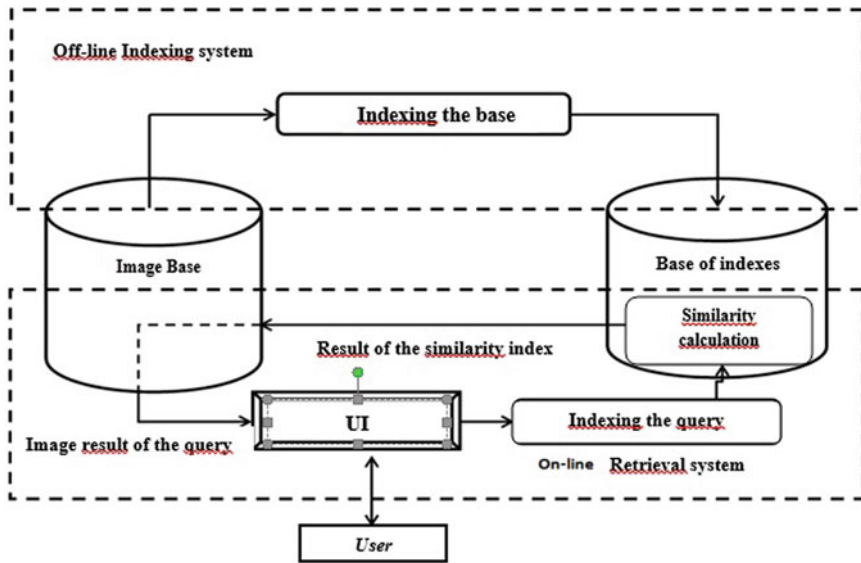 Off-line Indexing system
Indexing the base
Image Base
Base of indexes
Similarity
calculation
Result of the similarity index
UI
Indexing the query
Image result of the query
On-line Retrieval system
User